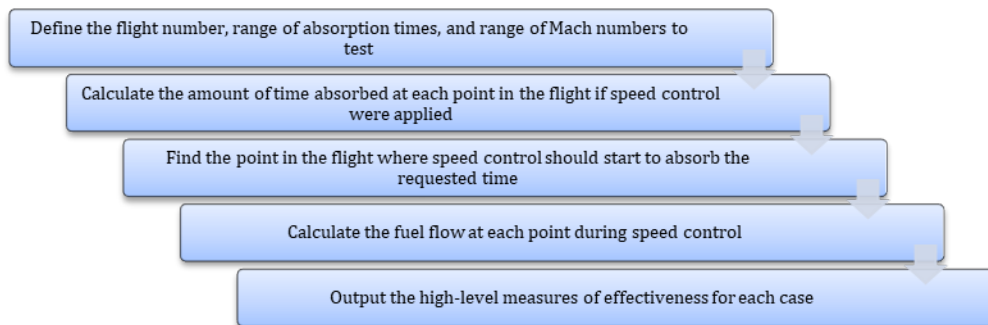 Define the flight number, range of absorption times, and range of Mach numbers to
test
Calculate the amount of time absorbed at each point in the flight if speed control
were applied
Find the point in the flight where speed control should start to absorb the
requested time
Calculate the fuel flow at each point during speed control
Output the high-level measures of effectiveness for each case